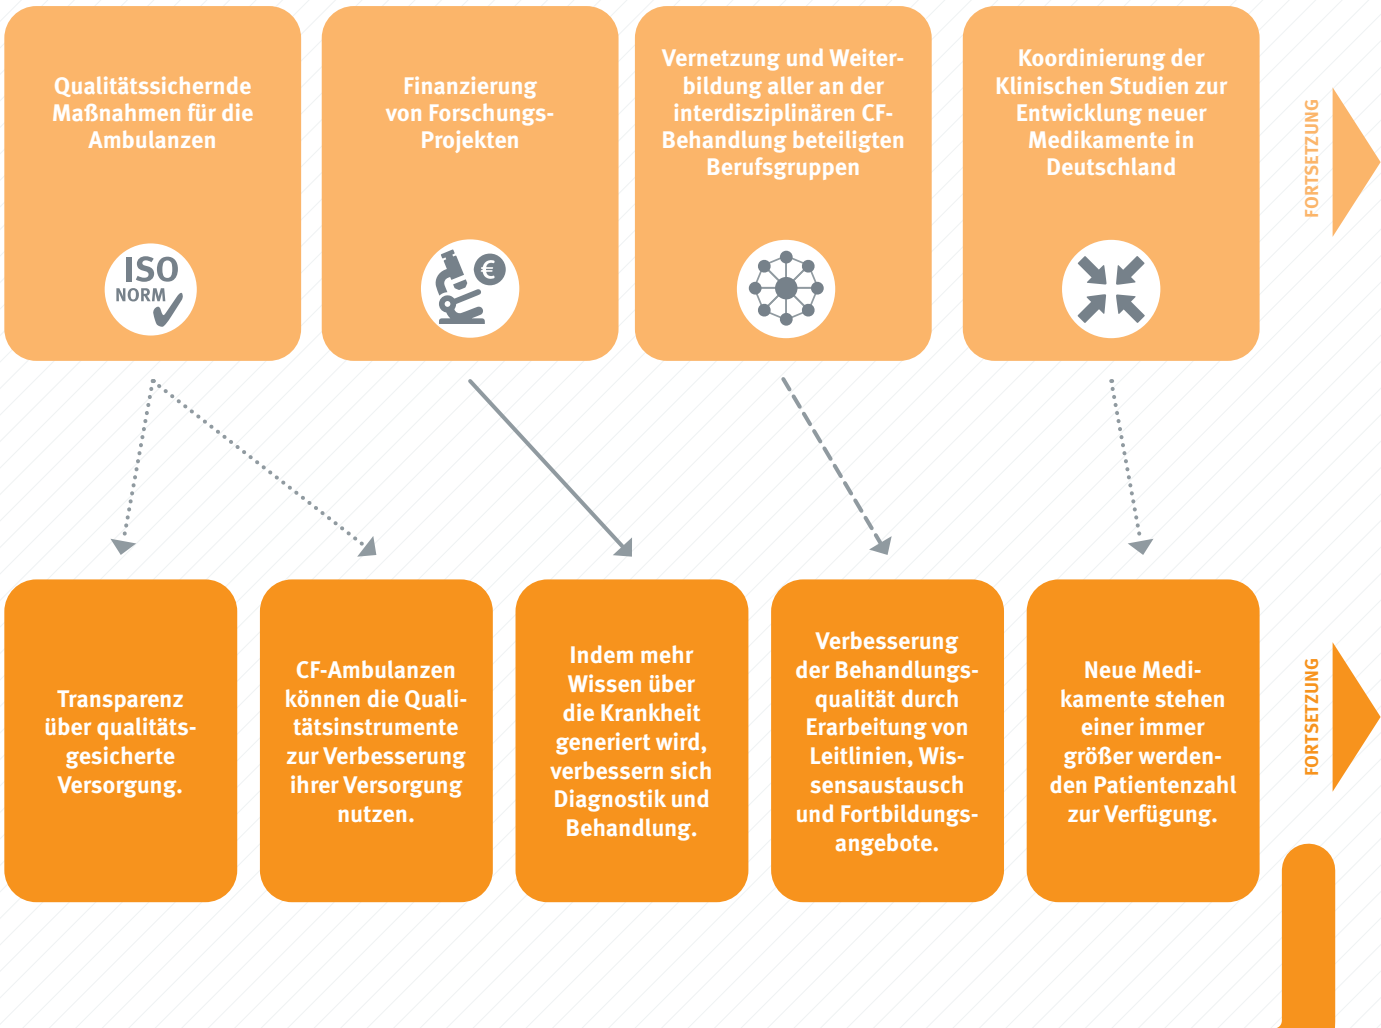 Qualitätssichernde
Maßnahmen für die
Ambulanzen
ISO
NORM
Finanzierung
von Forschungs-
Projekten
€
Vernetzung und Weiter-
bildung aller an der
interdisziplinären CF-
Behandlung beteiligten
Berufsgruppen
Koordinierung der
Klinischen Studien zur
Entwicklung neuer
Medikamente in
Deutschland
FORTSETZUNG
Transparenz
über qualitäts-
gesicherte
Versorgung.
CF-Ambulanzen
können die Quali-
tätsinstrumente
zur Verbesserung
ihrer Versorgung
nutzen.
Indem mehr
Wissen über
die Krankheit
generiert wird,
verbessern sich
Diagnostik und
Behandlung.
Verbesserung
der Behandlungs-
qualität durch
Erarbeitung von
Leitlinien, Wis-
sensaustausch
und Fortbildungs-
angebote.
Neue Medi-
kamente stehen
einer immer
größer werden-
den Patientenzahl
zur Verfügung.
FORTSETZUNG